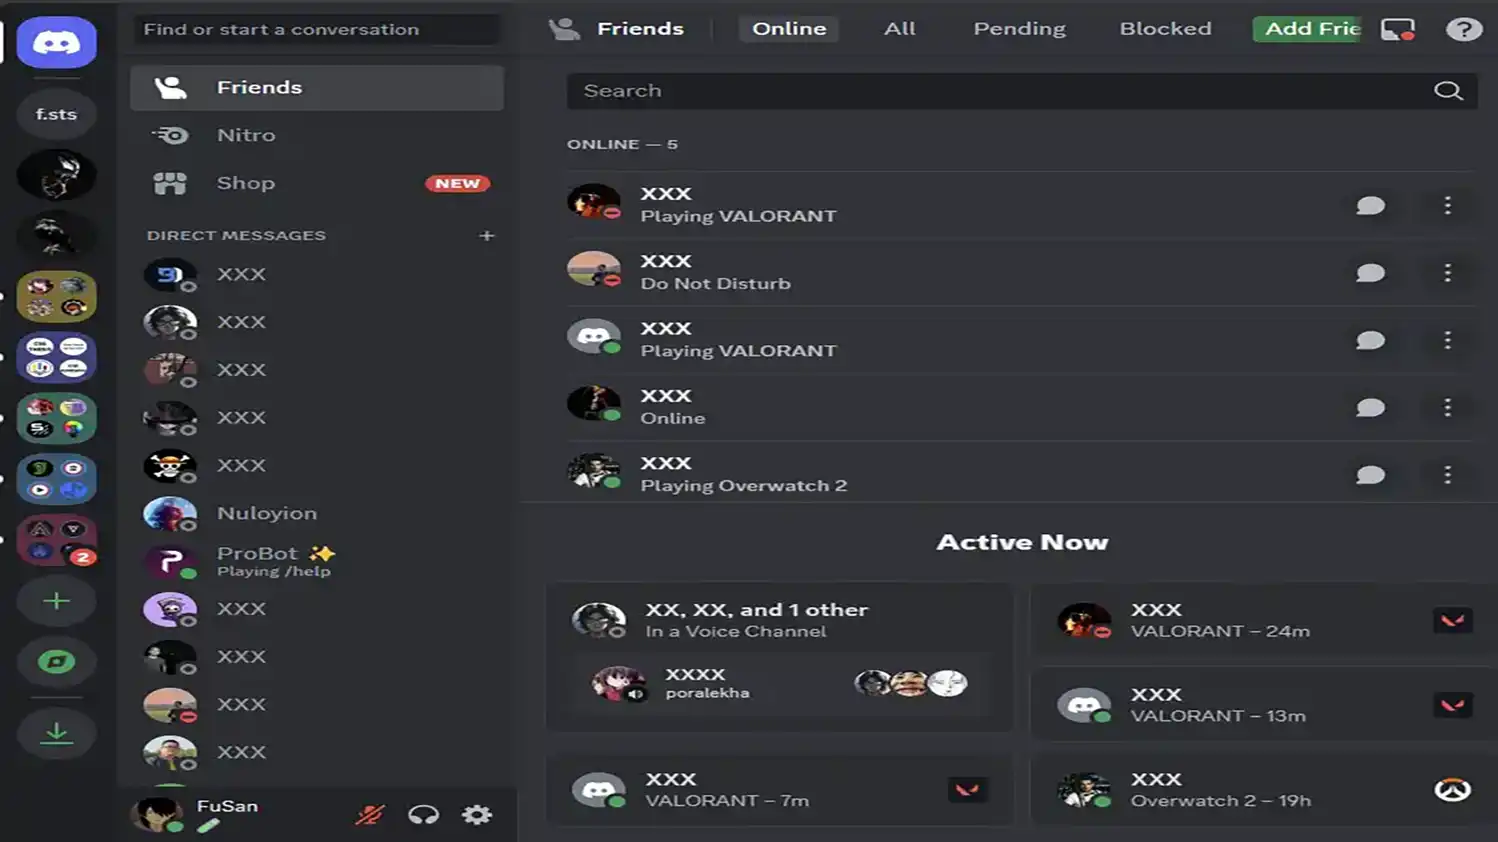 Find or start a conversation
Friends
Online
All
Pending
Blocked
Add Frie
?
f.sts
Friends
Nitro
Shop
NEW
DIRECT MESSAGES
XXX
XXX
XXX
XXX
XXX
Nuloyion
ProBot ✨
Playing /help
XXX
XXX
XXX
XXX
2
FuSan
Search
ONLINE — 5
XXX
Playing VALORANT
XXX
Do Not Disturb
XXX
Playing VALORANT
XXX
Online
XXX
Playing Overwatch 2
Active Now
XX, XX, and 1 other
In a Voice Channel
XXXX
poralekha
XXX
VALORANT – 7m
XXX
VALORANT – 24m
XXX
VALORANT – 13m
XXX
Overwatch 2 – 19h